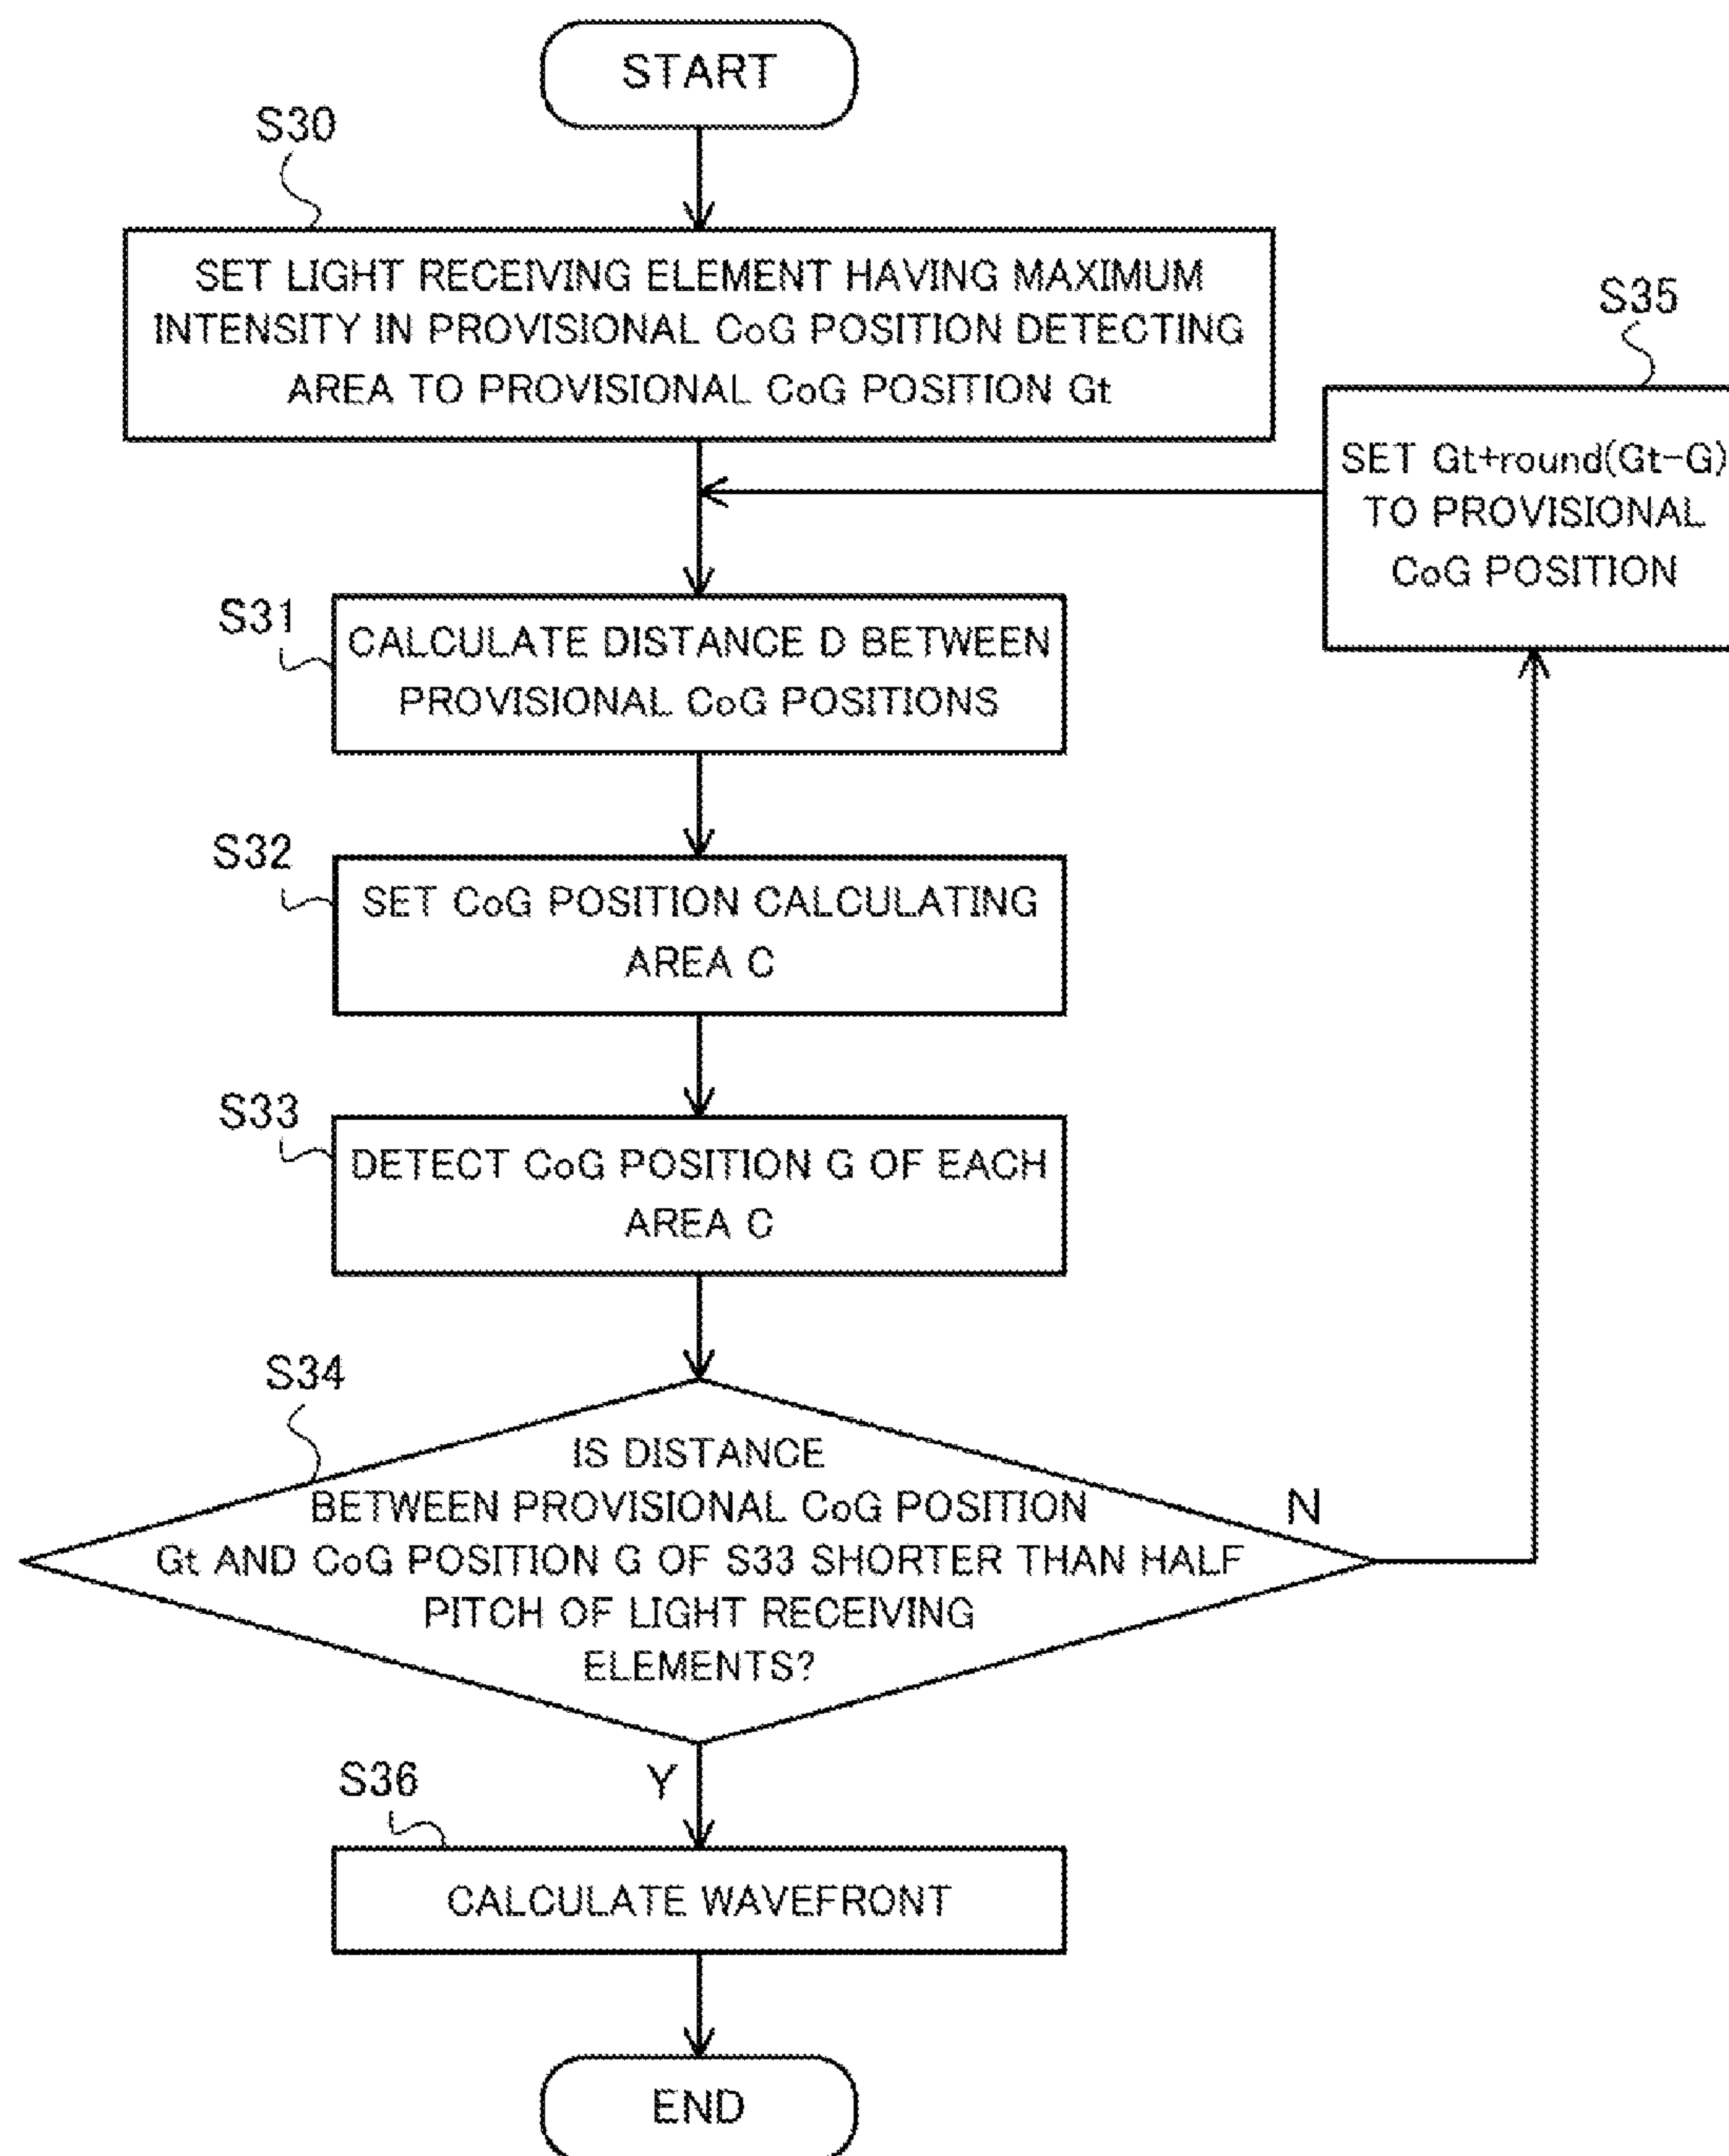 START
S30
SET LIGHT RECEIVING ELEMENT HAVING MAXIMUM
INTENSITY IN PROVISIONAL CoG POSITION DETECTING
AREA TO PROVISIONAL CoG POSITION Gt
S35
SET Gt+round(Gt-G)
TO PROVISIONAL
CoG POSITION
S31
CALCULATE DISTANCE D BETWEEN
PROVISIONAL CoG POSITIONS
S32
SET CoG POSITION CALCULATING
AREA C
S33
DETECT CoG POSITION G OF EACH
AREA C
S34
IS DISTANCE
BETWEEN PROVISIONAL CoG POSITION
Gt AND CoG POSITION G OF S33 SHORTER THAN HALF
PITCH OF LIGHT RECEIVING
ELEMENTS?
N
Y
S36
CALCULATE WAVEFRONT
END